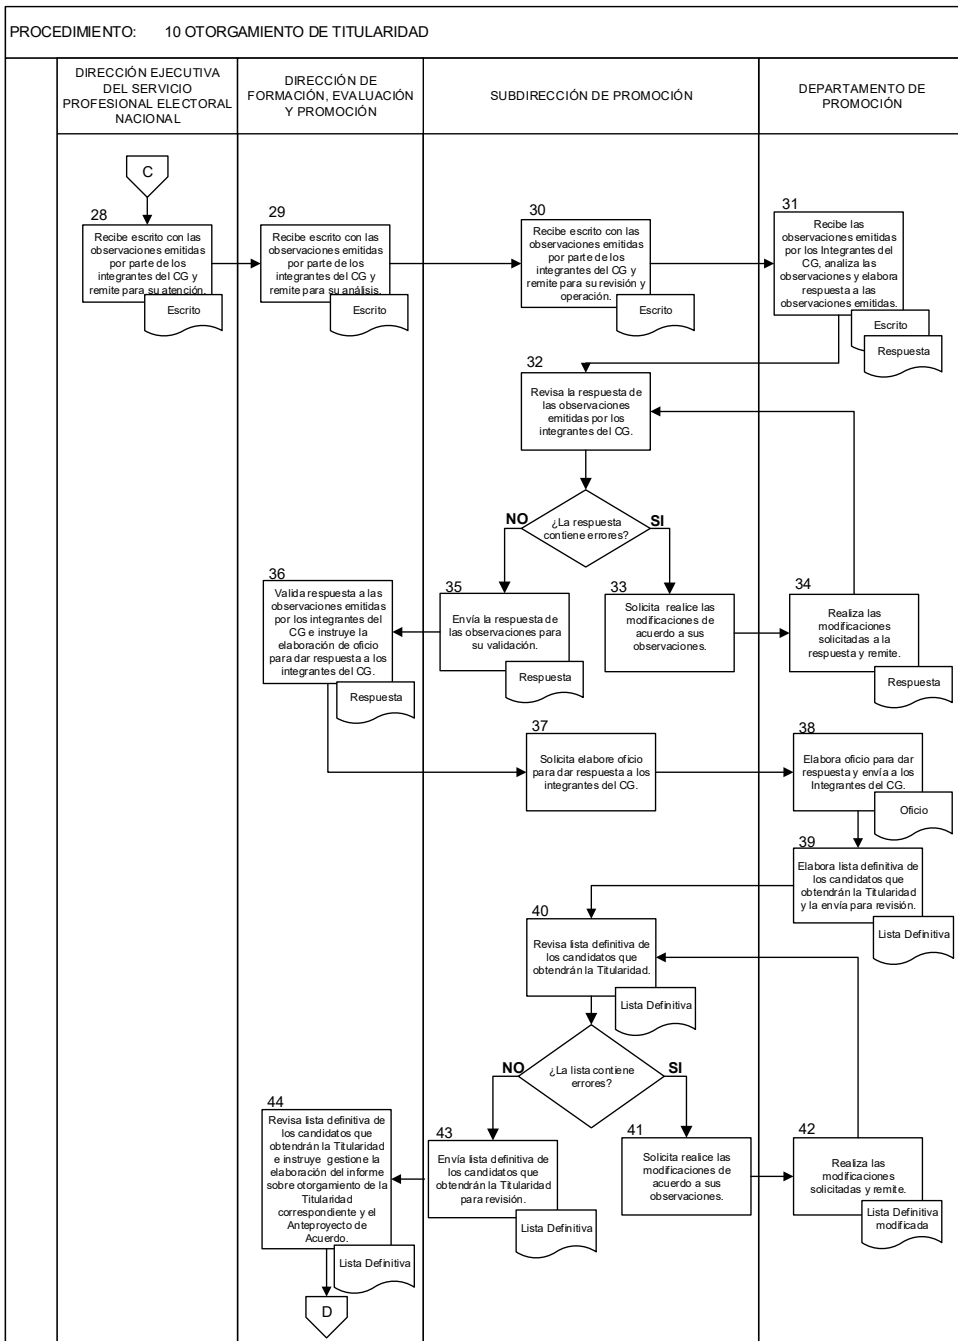 PROCEDIMIENTO: 10 OTORGAMIENTO DE TITULARIDAD
DIRECCIÓN EJECUTIVA
DEL SERVICIO
PROFESIONAL ELECTORAL
NACIONAL
DIRECCIÓN DE
FORMACIÓN, EVALUACIÓN
Y PROMOCIÓN
SUBDIRECCIÓN DE PROMOCIÓN
DEPARTAMENTO DE
PROMOCIÓN
C
28
Recibe escrito con las
observaciones emitidas
por parte de los
integrantes del CG y
remite para su atención.
Escrito
29
Recibe escrito con las
observaciones emitidas
por parte de los
integrantes del CG y
remite para su análisis.
Escrito
30
Recibe escrito con las
observaciones emitidas
por parte de los
integrantes del CG y
remite para su revisión y
operación.
Escrito
31
Recibe las
observaciones emitidas
por los Integrantes del
CG, analiza las
observaciones y elabora
respuesta a las
observaciones emitidas.
Escrito
Respuesta
32
Revisa la respuesta de
las observaciones
emitidas por los
integrantes del CG.
¿La respuesta
contiene errores?
NO
SI
33
Solicita realice las
modificaciones de
acuerdo a sus
observaciones.
34
Realiza las
modificaciones
solicitadas a la
respuesta y remite.
Respuesta
35
Envía la respuesta de
las observaciones para
su validación.
Respuesta
36
Valida respuesta a las
observaciones emitidas
por los integrantes del
CG e instruye la
elaboración de oficio
para dar respuesta a los
integrantes del CG.
Respuesta
37
Solicita elabore oficio
para dar respuesta a los
integrantes del CG.
38
Elabora oficio para dar
respuesta y envía a los
Integrantes del CG.
Oficio
39
Elabora lista definitiva de
los candidatos que
obtendrán la Titularidad
y la envía para revisión.
Lista Definitiva
40
Revisa lista definitiva de
los candidatos que
obtendrán la Titularidad.
Lista Definitiva
¿La lista contiene
errores?
NO
SI
41
Solicita realice las
modificaciones de
acuerdo a sus
observaciones.
42
Realiza las
modificaciones
solicitadas y remite.
Lista Definitiva
modificada
43
Envía lista definitiva de
los candidatos que
obtendrán la Titularidad
para revisión.
Lista Definitiva
44
Revisa lista definitiva de
los candidatos que
obtendrán la Titularidad
e instruye gestione la
elaboración del informe
sobre otorgamiento de la
Titularidad
correspondiente y el
Anteproyecto de
Acuerdo.
Lista Definitiva
D